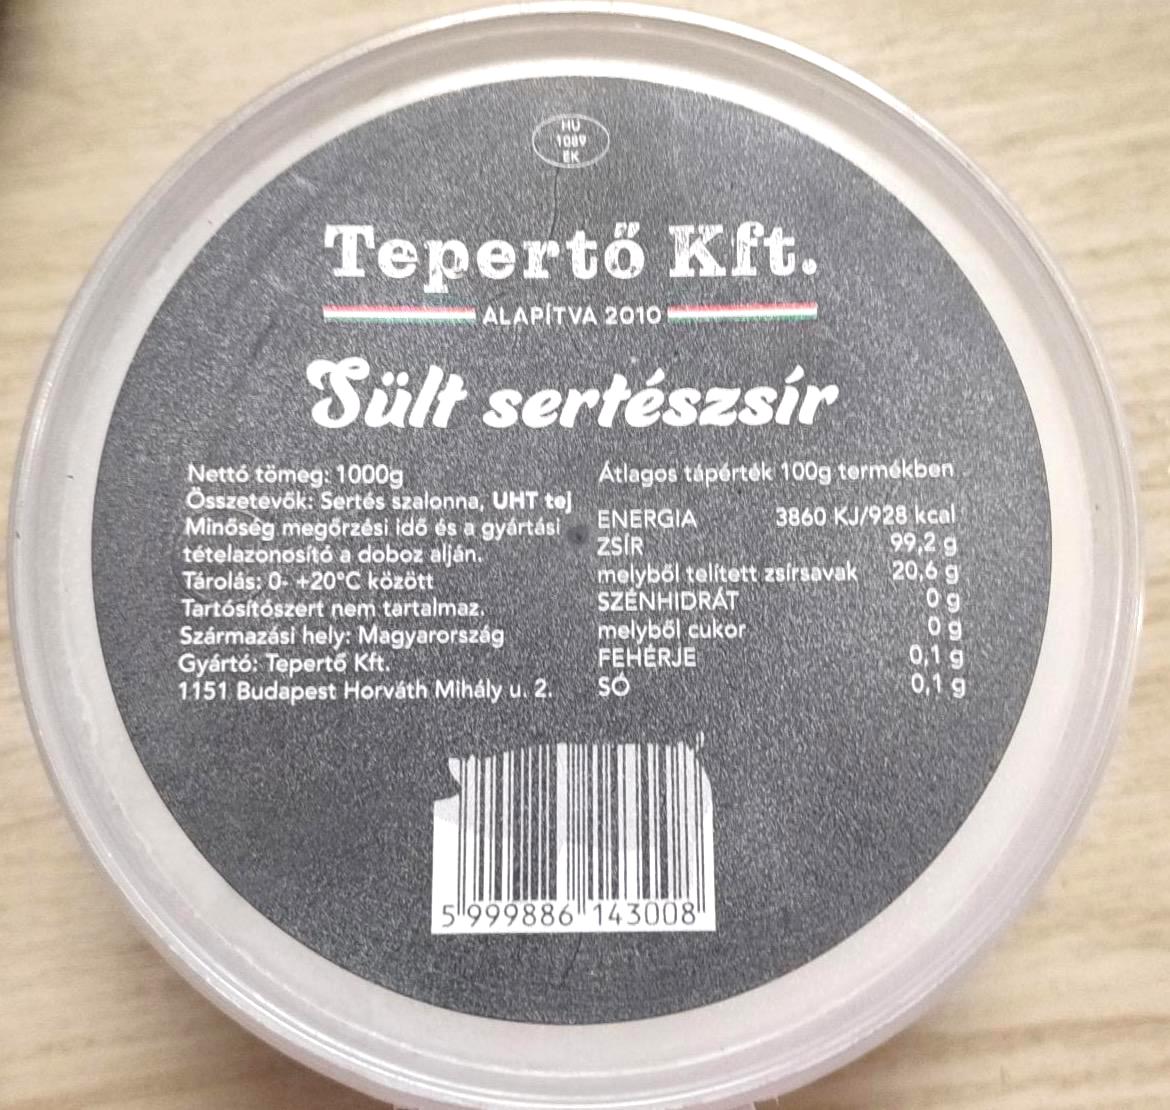 HU
1089
EK
Tepertő Kft.
ALAPÍTVA 2010
Sült sertészsír
Nettó tömeg: 1000g
Összetevők: Sertés szalonna, UHT tej
Minőség megőrzési idő és a gyártási
tételazonosító a doboz alján.
Tárolás: 0- +20°C között
Tartósítószert nem tartalmaz.
Származási hely: Magyarország
Gyártó: Tepertő Kft.
1151 Budapest Horváth Mihály u. 2.
Átlagos tápérték 100g termékben
ENERGIA 3860 KJ/928 kcal
ZSÍR 99,2 g
melyből telített zsírsavak 20,6 g
SZÉNHIDRÁT 0 g
melyből cukor 0 g
FEHÉRJE 0,1 g
SÓ 0,1 g
5 999886 143008